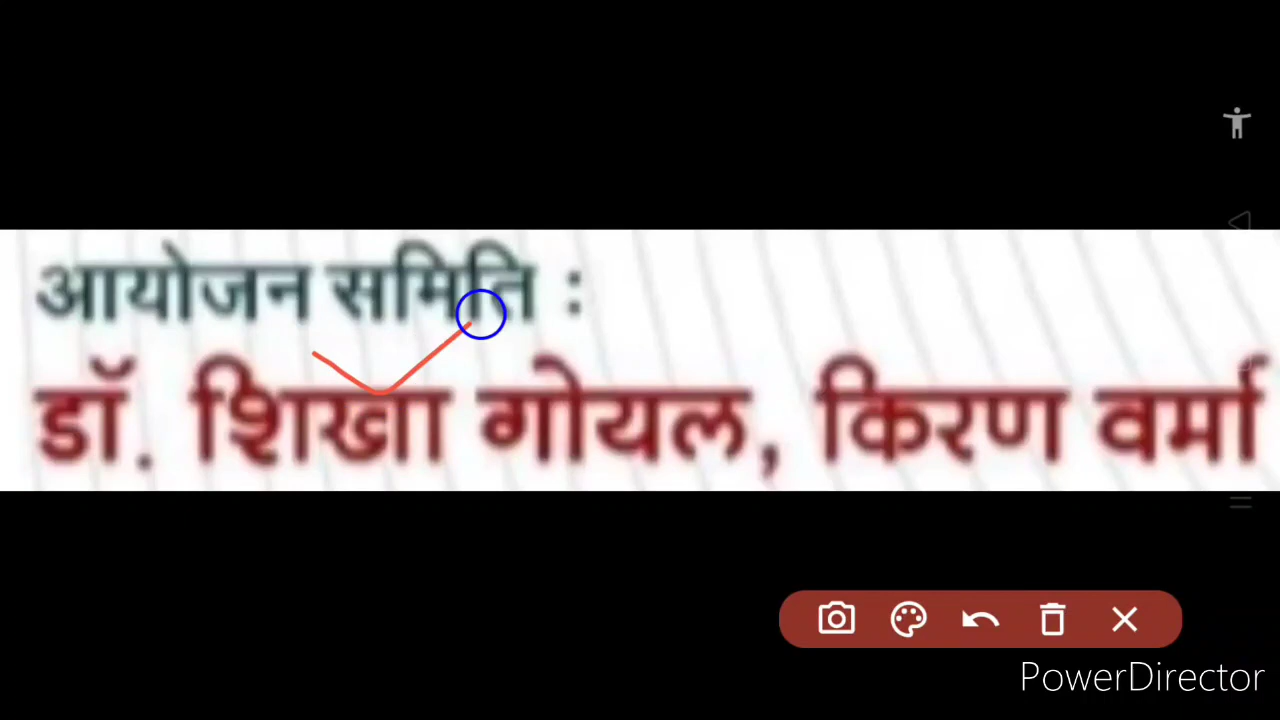 आयोजन समिति :
डॉ. शिखा गोयल, किरण वर्मा
PowerDirector